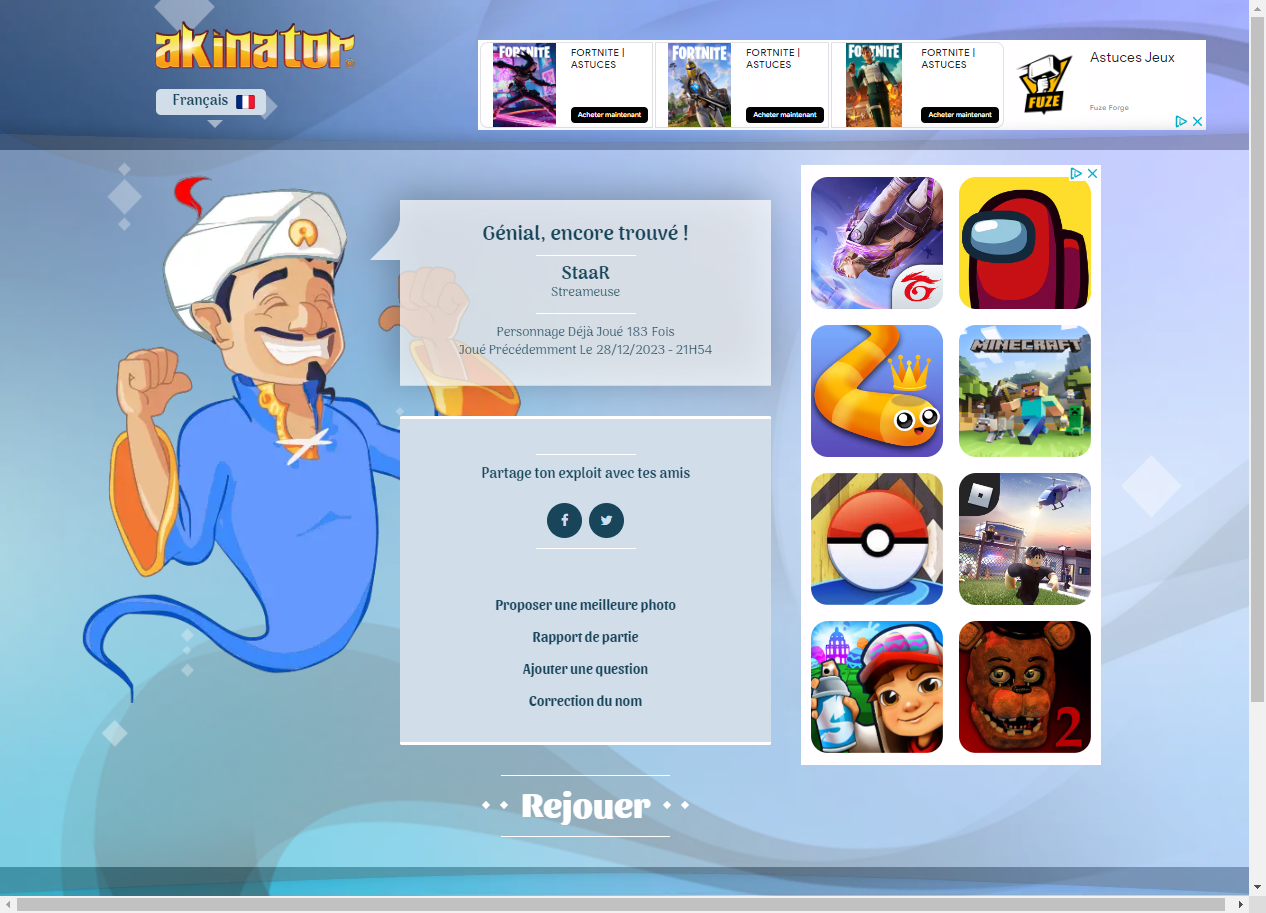 akinator
Français
FORTNITE
FORTNITE |
ASTUCES
Acheter maintenant
FORTNITE
FORTNITE |
ASTUCES
Acheter maintenant
FORTNITE
FORTNITE |
ASTUCES
Acheter maintenant
FUZE
Astuces Jeux
Fuze Forge
Génial, encore trouvé !
StaaR
Streameuse
Personnage Déjà Joué 183 Fois
Joué Précédemment Le 28/12/2023 - 21H54
Partage ton exploit avec tes amis
Proposer une meilleure photo
Rapport de partie
Ajouter une question
Correction du nom
Rejouer
MINECRAFT
2